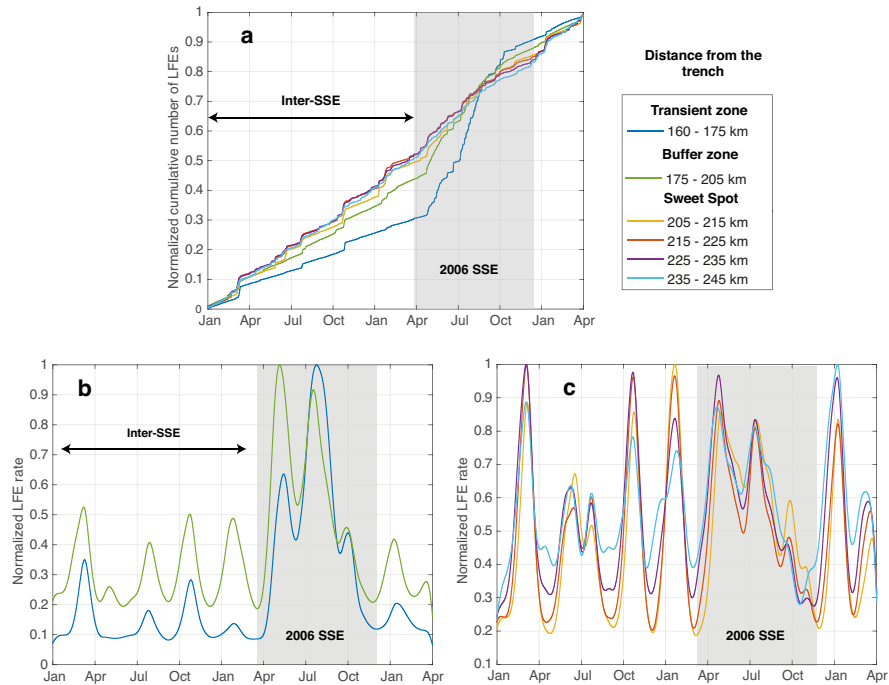 a
Normalized cumulative number of LFEs
1
0.9
0.8
0.7
0.6
0.5
0.4
0.3
0.2
0.1
0
Inter-SSE
2006 SSE
Jan Apr Jul Oct Jan Apr Jul Oct Jan Apr
Distance from the
trench
Transient zone
160 - 175 km
Buffer zone
175 - 205 km
Sweet Spot
205 - 215 km
215 - 225 km
225 - 235 km
235 - 245 km
b
Normalized LFE rate
1
0.9
0.8
0.7
0.6
0.5
0.4
0.3
0.2
0.1
0
Inter-SSE
2006 SSE
Jan Apr Jul Oct Jan Apr Jul Oct Jan Apr
c
Normalized LFE rate
1
0.9
0.8
0.7
0.6
0.5
0.4
0.3
0.2
0.1
2006 SSE
Jan Apr Jul Oct Jan Apr Jul Oct Jan Apr